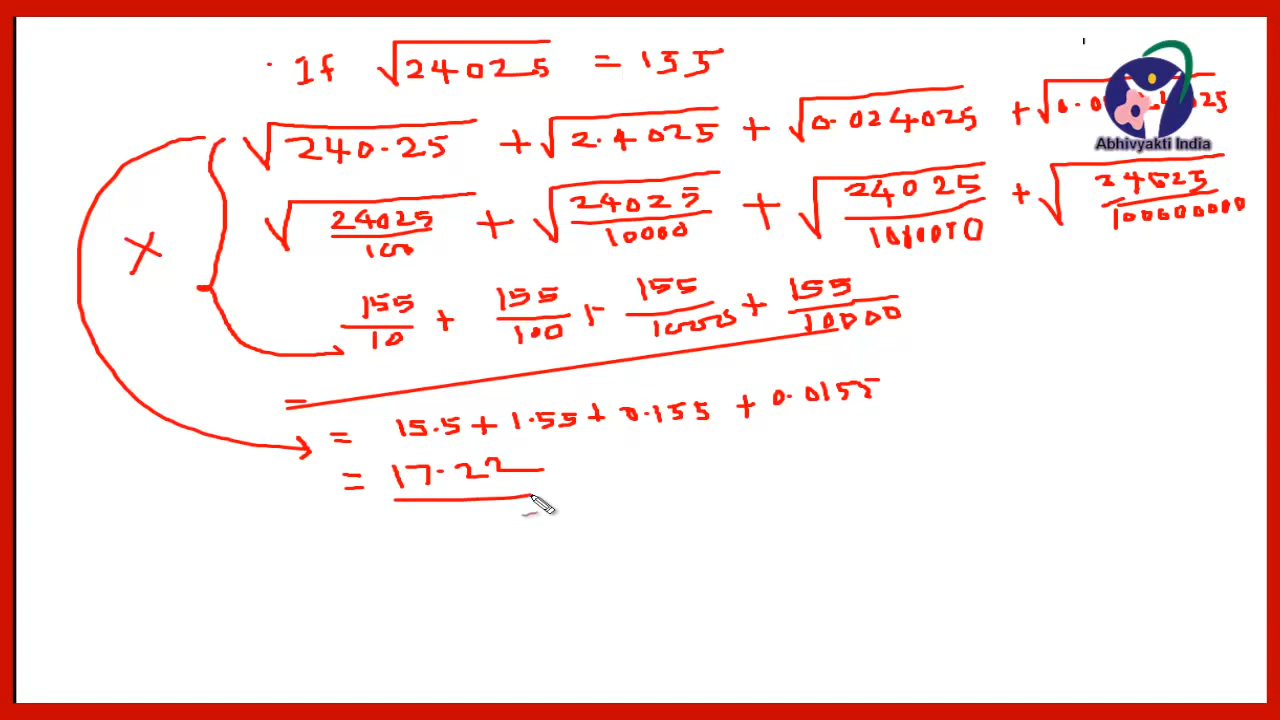 If √24025 = 155
√240.25 + √2.4025 + √0.024025 +
Abhivyakti India
√24025/100 + √24025/10000 + √24025/1000000 + √24025/100000000
X
155/10 + 155/100 + 155/1000 + 155/10000
=
= 15.5 + 1.55 + 0.155 + 0.0155
= 17.22